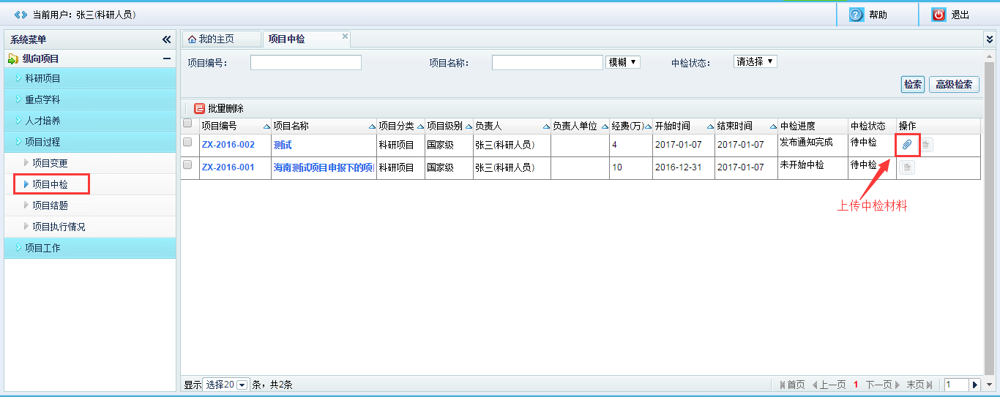 当前用户：张三(科研人员)
帮助
退出
系统菜单
纵向项目
科研项目
重点学科
人才培养
项目过程
项目变更
项目中检
项目结题
项目执行情况
项目工作
我的主页 项目中检
项目编号： 项目名称： 模糊 中检状态： 请选择
检索 高级检索
批量删除
项目编号 项目名称 项目分类 项目级别 负责人 负责人单位 经费(万) 开始时间 结束时间 中检进度 中检状态 操作
ZX-2016-002 测试 科研项目 国家级 张三(科研人员) 4 2017-01-07 2017-01-07 发布通知完成 待中检
ZX-2016-001 海南测试项目申报下的项 科研项目 国家级 张三(科研人员) 10 2016-12-31 2017-01-07 未开始中检 待中检
上传中检材料
显示 选择20 条，共2条 首页 上一页 1 下一页 末页 1